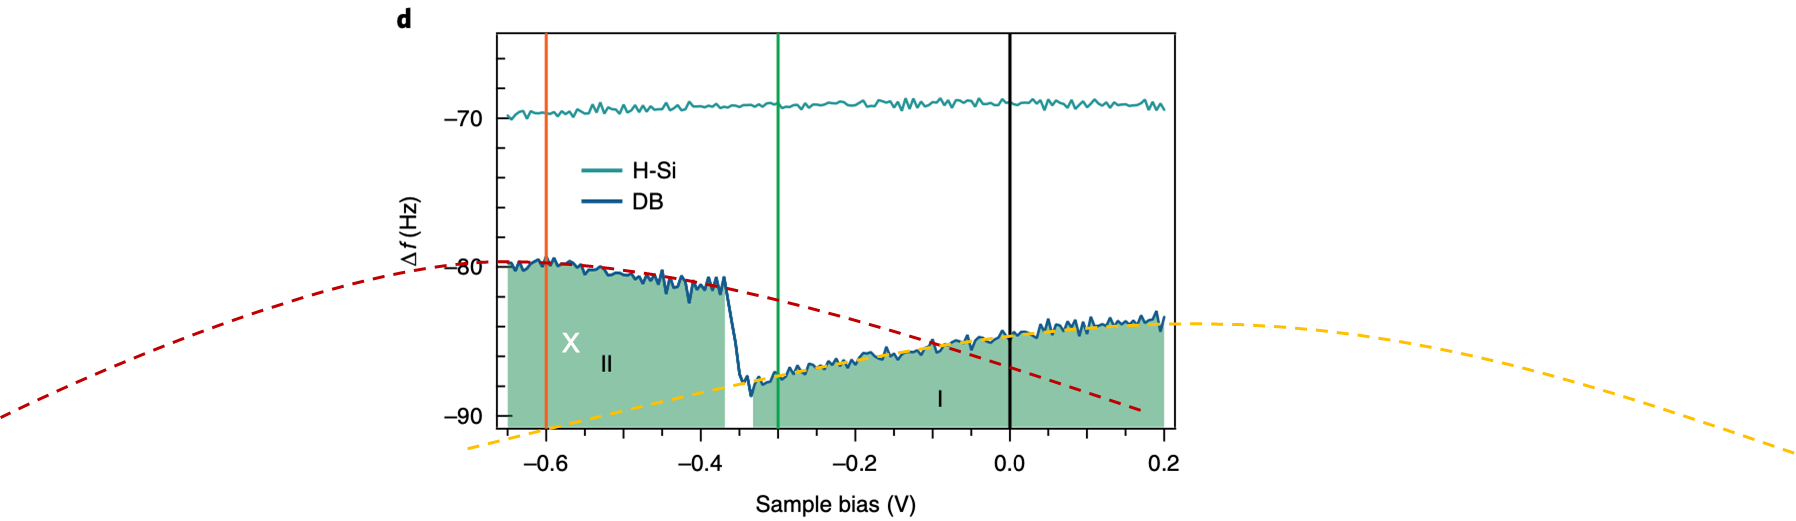 d
–70
H-Si
DB
Δf (Hz)
–80
X
II
I
–90
–0.6
–0.4
–0.2
0.0
0.2
Sample bias (V)